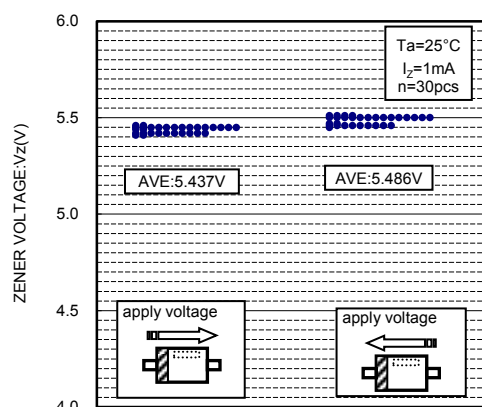 ZENER VOLTAGE:Vz(V)
6.0
5.5
5.0
4.5
4.0
Ta=25°C
IZ=1mA
n=30pcs
AVE:5.437V
AVE:5.486V
apply voltage
apply voltage